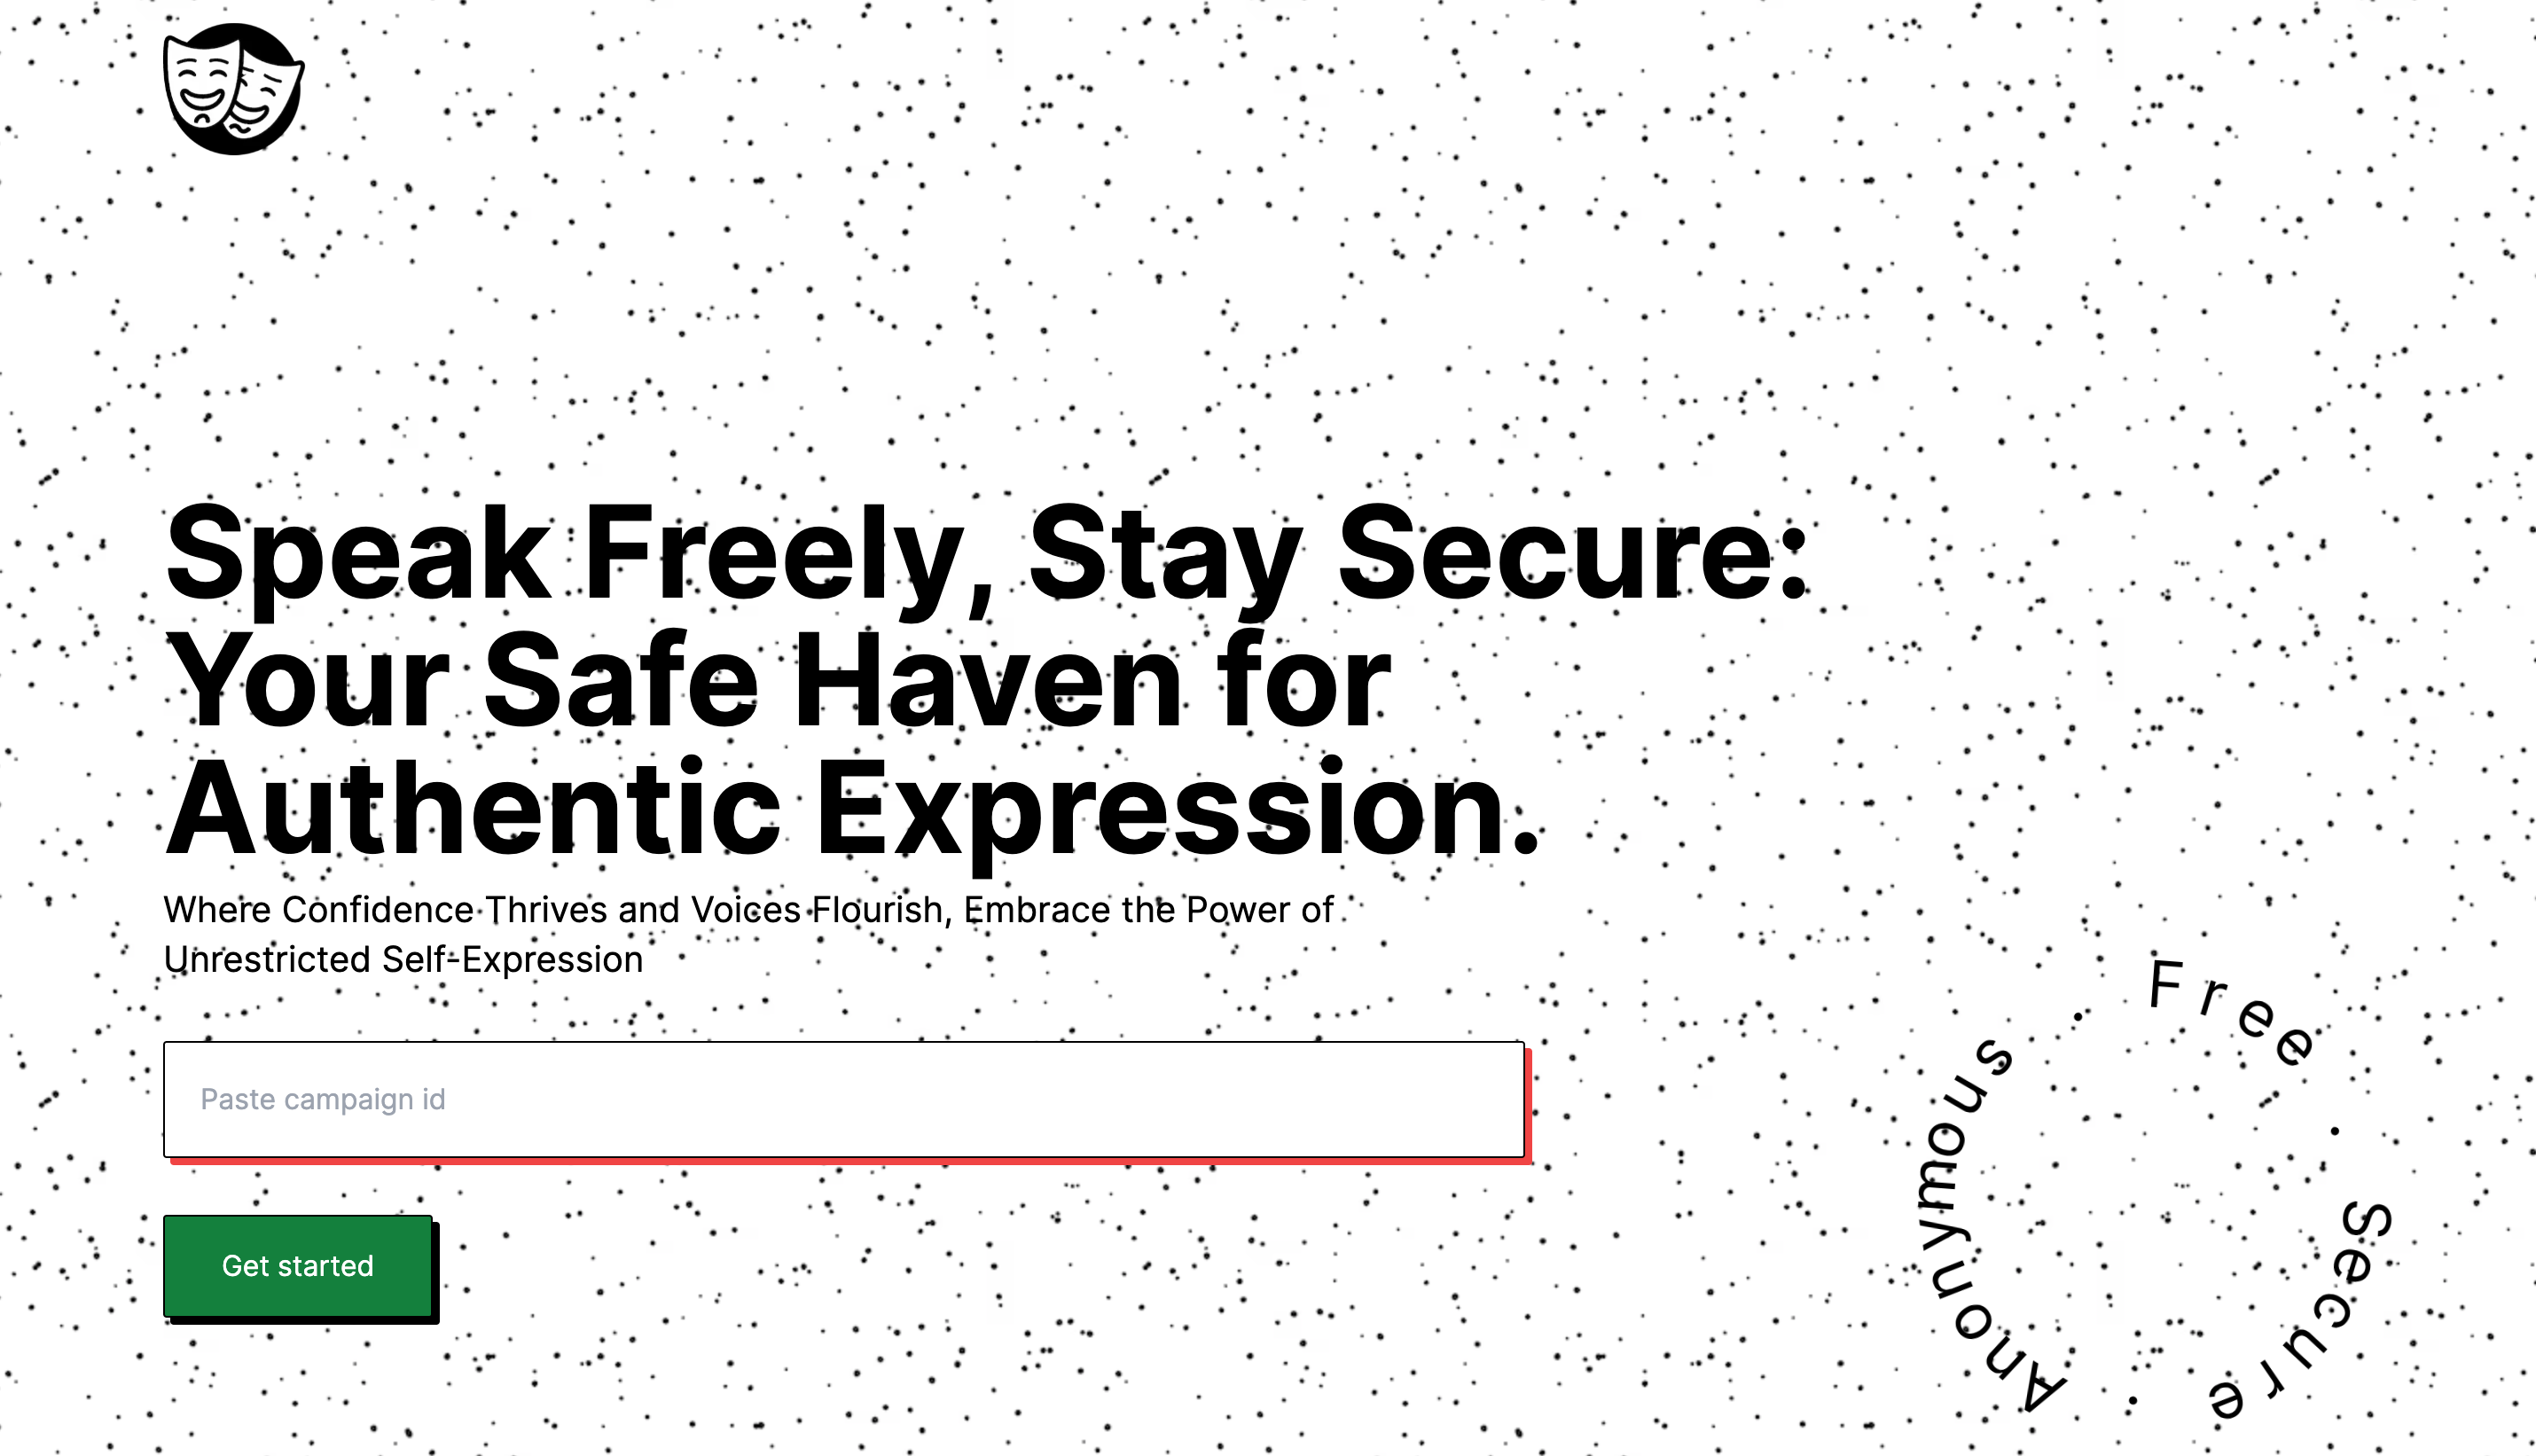 Speak Freely, Stay Secure:
Your Safe Haven for
Authentic Expression.
Where Confidence Thrives and Voices Flourish, Embrace the Power of
Unrestricted Self-Expression
Paste campaign id
Get started
Free · Secure · Anonymous ·